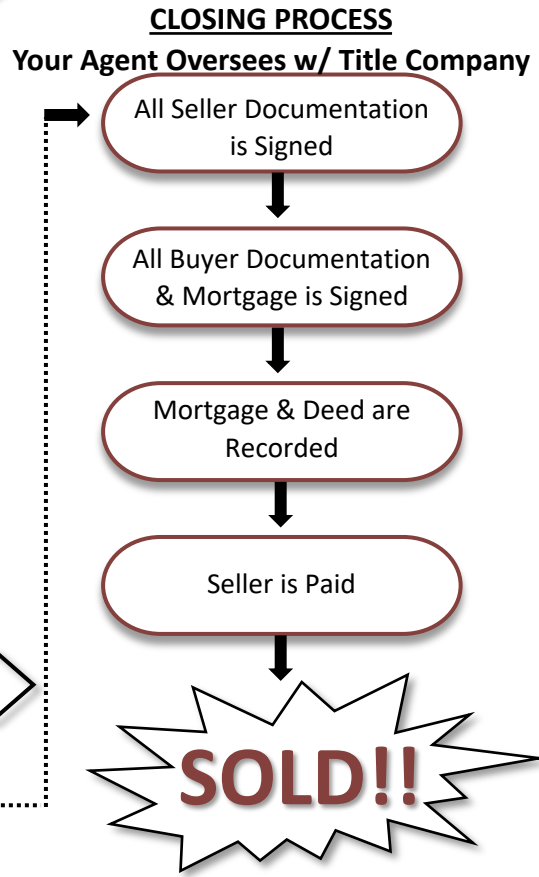 CLOSING PROCESS
Your Agent Oversees w/ Title Company
All Seller Documentation
is Signed
All Buyer Documentation
& Mortgage is Signed
Mortgage & Deed are
Recorded
Seller is Paid
SOLD!!